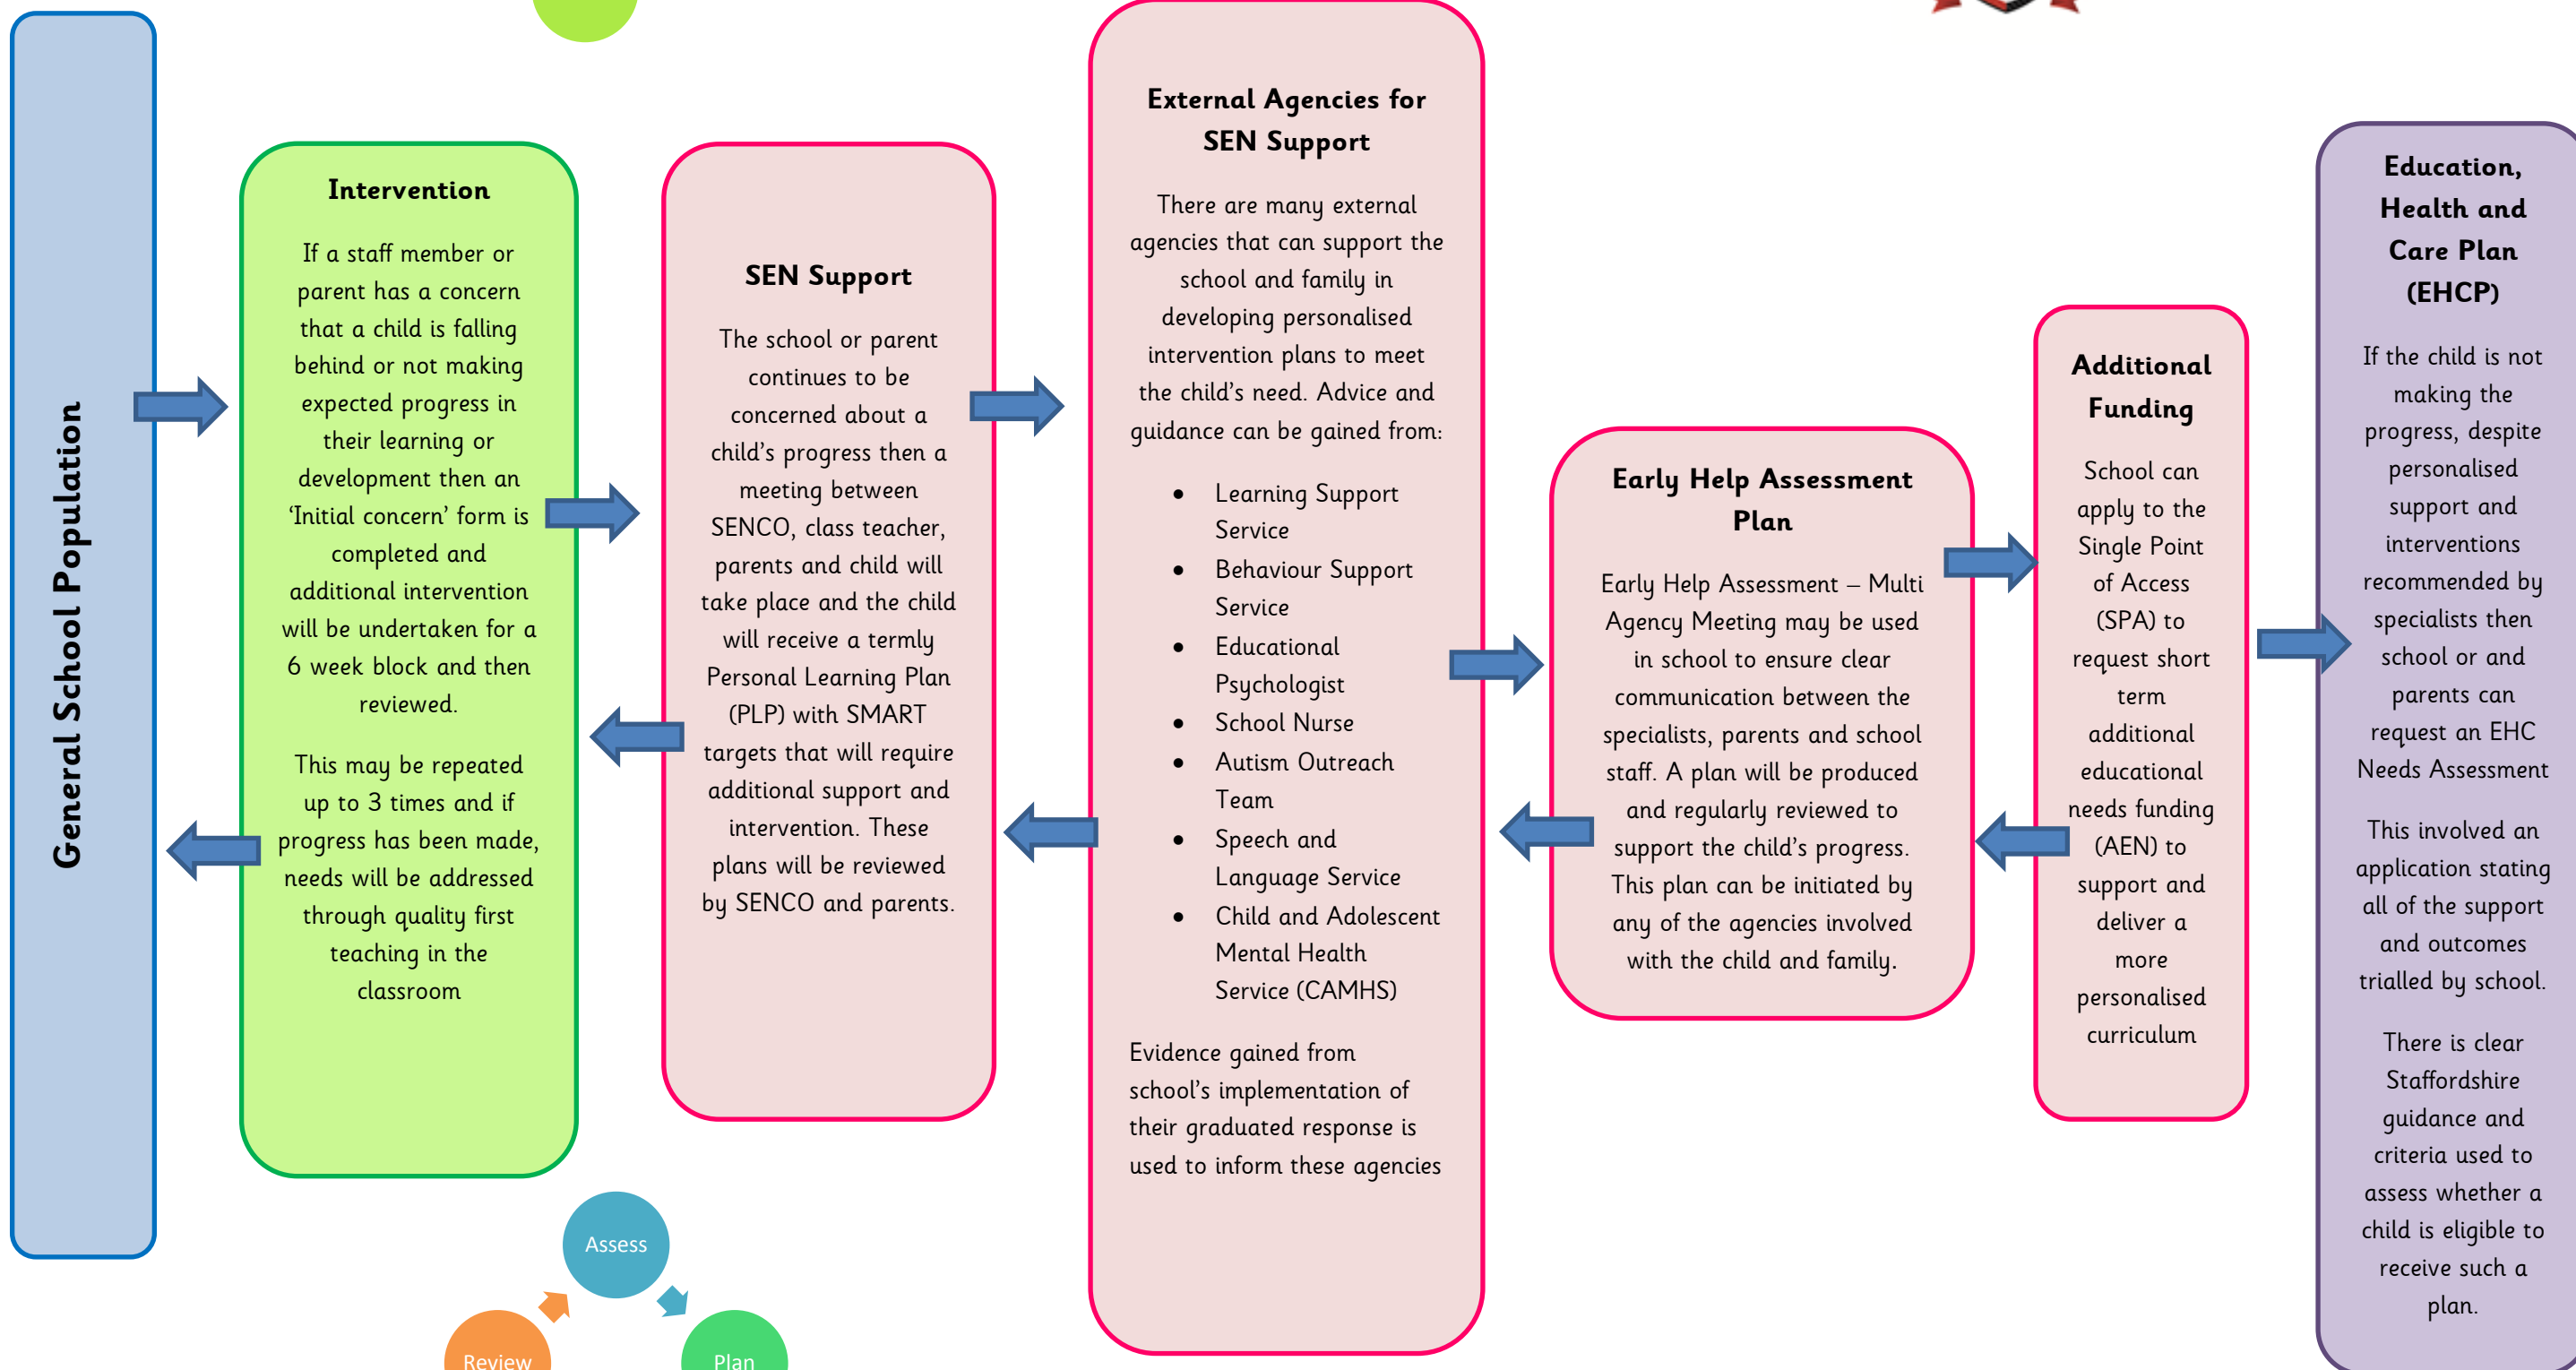 General School Population
Intervention
If a staff member or
parent has a concern
that a child is falling
behind or not making
expected progress in
their learning or
development then an
‘Initial concern’ form is
completed and
additional intervention
will be undertaken for a
6 week block and then
reviewed.
This may be repeated
up to 3 times and if
progress has been made,
needs will be addressed
through quality first
teaching in the
classroom
SEN Support
The school or parent
continues to be
concerned about a
child’s progress then a
meeting between
SENCO, class teacher,
parents and child will
take place and the child
will receive a termly
Personal Learning Plan
(PLP) with SMART
targets that will require
additional support and
intervention. These
plans will be reviewed
by SENCO and parents.
External Agencies for
SEN Support
There are many external
agencies that can support the
school and family in
developing personalised
intervention plans to meet
the child’s need. Advice and
guidance can be gained from:
• Learning Support
Service
• Behaviour Support
Service
• Educational
Psychologist
• School Nurse
• Autism Outreach
Team
• Speech and
Language Service
• Child and Adolescent
Mental Health
Service (CAMHS)
Evidence gained from
school’s implementation of
their graduated response is
used to inform these agencies
Early Help Assessment
Plan
Early Help Assessment – Multi
Agency Meeting may be used
in school to ensure clear
communication between the
specialists, parents and school
staff. A plan will be produced
and regularly reviewed to
support the child’s progress.
This plan can be initiated by
any of the agencies involved
with the child and family.
Additional
Funding
School can
apply to the
Single Point
of Access
(SPA) to
request short
term
additional
educational
needs funding
(AEN) to
support and
deliver a
more
personalised
curriculum
Education,
Health and
Care Plan
(EHCP)
If the child is not
making the
progress, despite
personalised
support and
interventions
recommended by
specialists then
school or and
parents can
request an EHC
Needs Assessment
This involved an
application stating
all of the support
and outcomes
trialled by school.
There is clear
Staffordshire
guidance and
criteria used to
assess whether a
child is eligible to
receive such a
plan.
Assess
Review
Plan